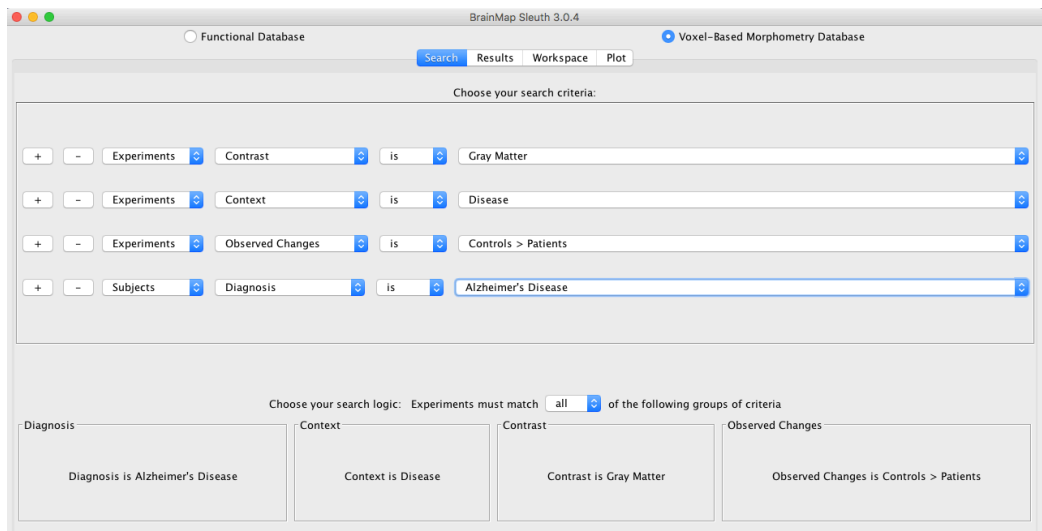 BrainMap Sleuth 3.0.4
Functional Database Voxel-Based Morphometry Database
Search Results Workspace Plot
Choose your search criteria:
+ - Experiments Contrast is Gray Matter
+ - Experiments Context is Disease
+ - Experiments Observed Changes is Controls > Patients
+ - Subjects Diagnosis is Alzheimer's Disease
Choose your search logic: Experiments must match all of the following groups of criteria
Diagnosis Context Contrast Observed Changes
Diagnosis is Alzheimer's Disease Context is Disease Contrast is Gray Matter Observed Changes is Controls > Patients